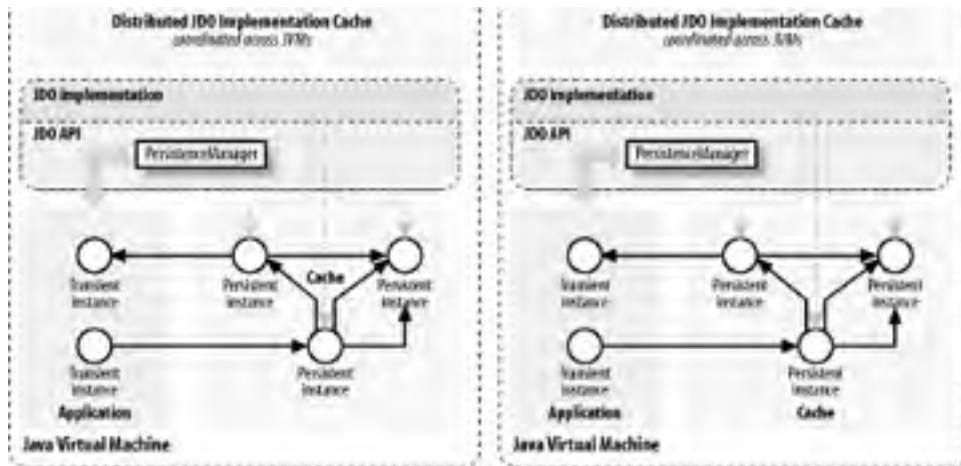 Distributed JDO Implementation Cache
coordinated across JVMs
JDO Implementation
JDO API
PersistenceManager
Cache
Transient
instance
Persistent
instance
Persistent
instance
Transient
instance
Persistent
instance
Application
Java Virtual Machine
Distributed JDO Implementation Cache
coordinated across JVMs
JDO Implementation
JDO API
PersistenceManager
Transient
instance
Persistent
instance
Persistent
instance
Transient
instance
Persistent
instance
Application
Cache
Java Virtual Machine